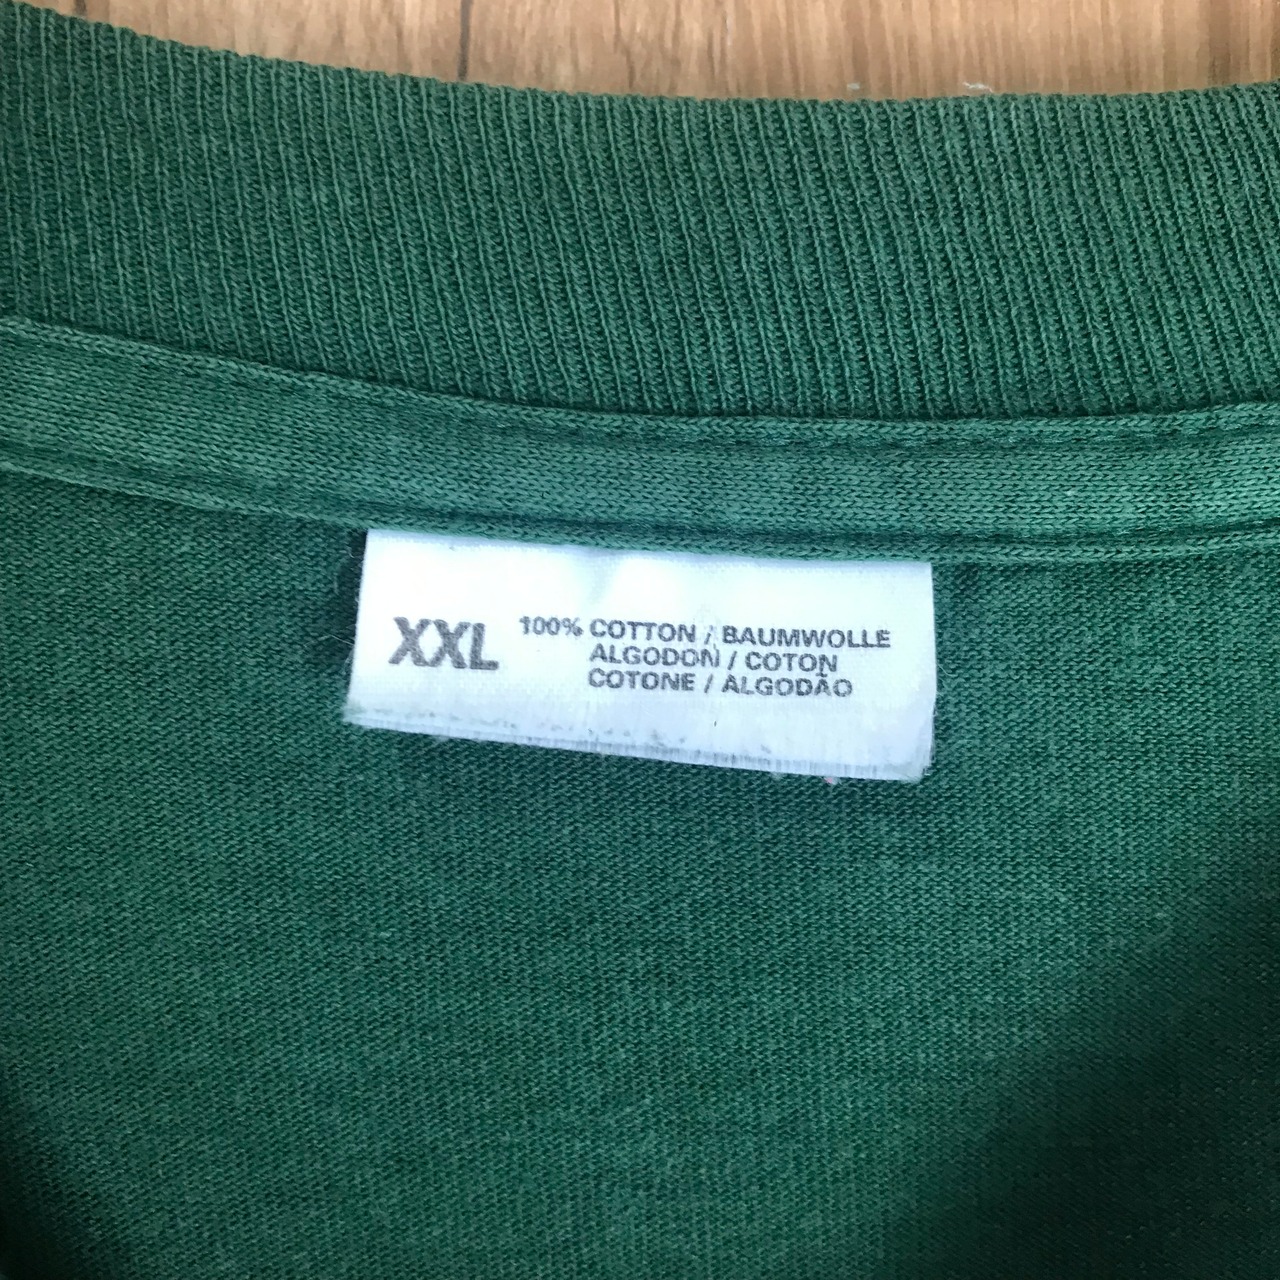 XXL
100% COTTON / BAUMWOLLE
ALGODON / COTON
COTONE / ALGODÃO